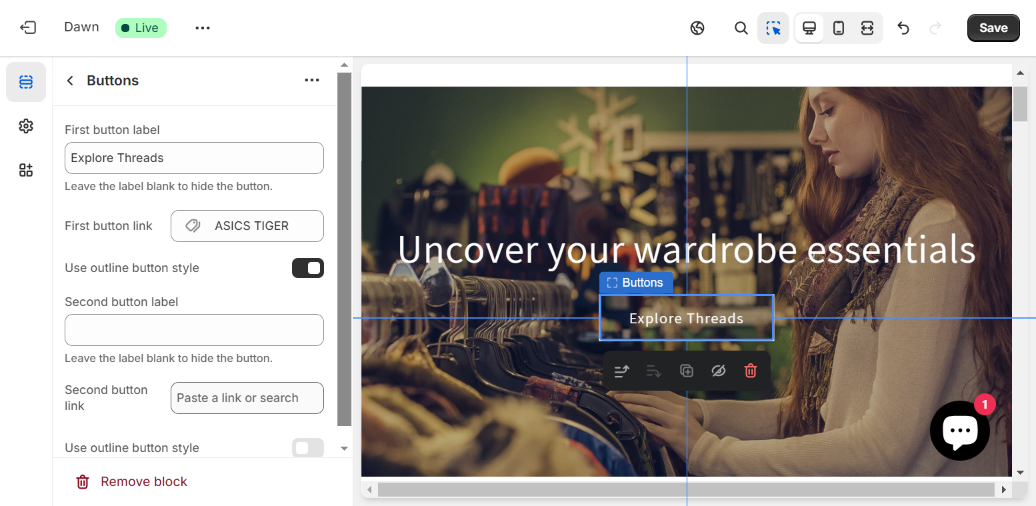 Dawn
Live
Save
Buttons
First button label
Explore Threads
Leave the label blank to hide the button.
First button link
ASICS TIGER
Use outline button style
Second button label
Leave the label blank to hide the button.
Second button
link
Paste a link or search
Use outline button style
Remove block
Uncover your wardrobe essentials
Buttons
Explore Threads
1